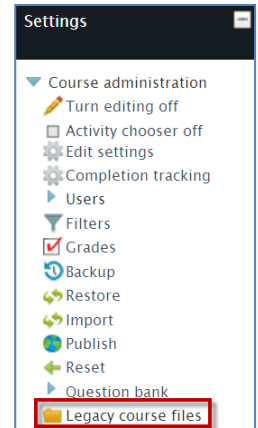 Settings
Course administration
Turn editing off
Activity chooser off
Edit settings
Completion tracking
Users
Filters
Grades
Backup
Restore
Import
Publish
Reset
Question bank
Legacy course files